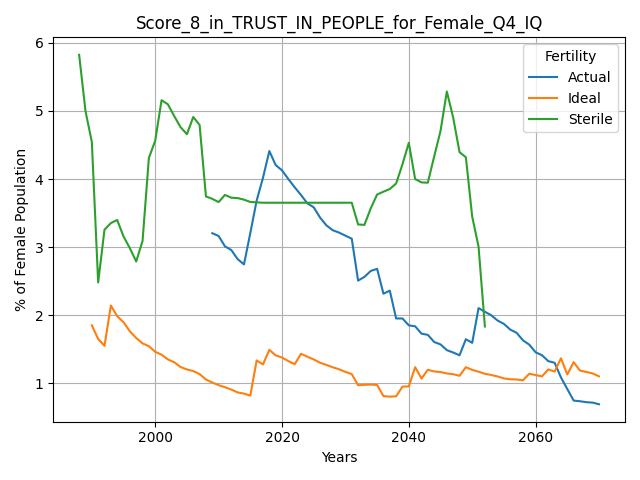 Score_8_in_TRUST_IN_PEOPLE_for_Female_Q4_IQ
Fertility
Actual
Ideal
Sterile
% of Female Population
6
5
4
3
2
1
2000
2020
2040
2060
Years